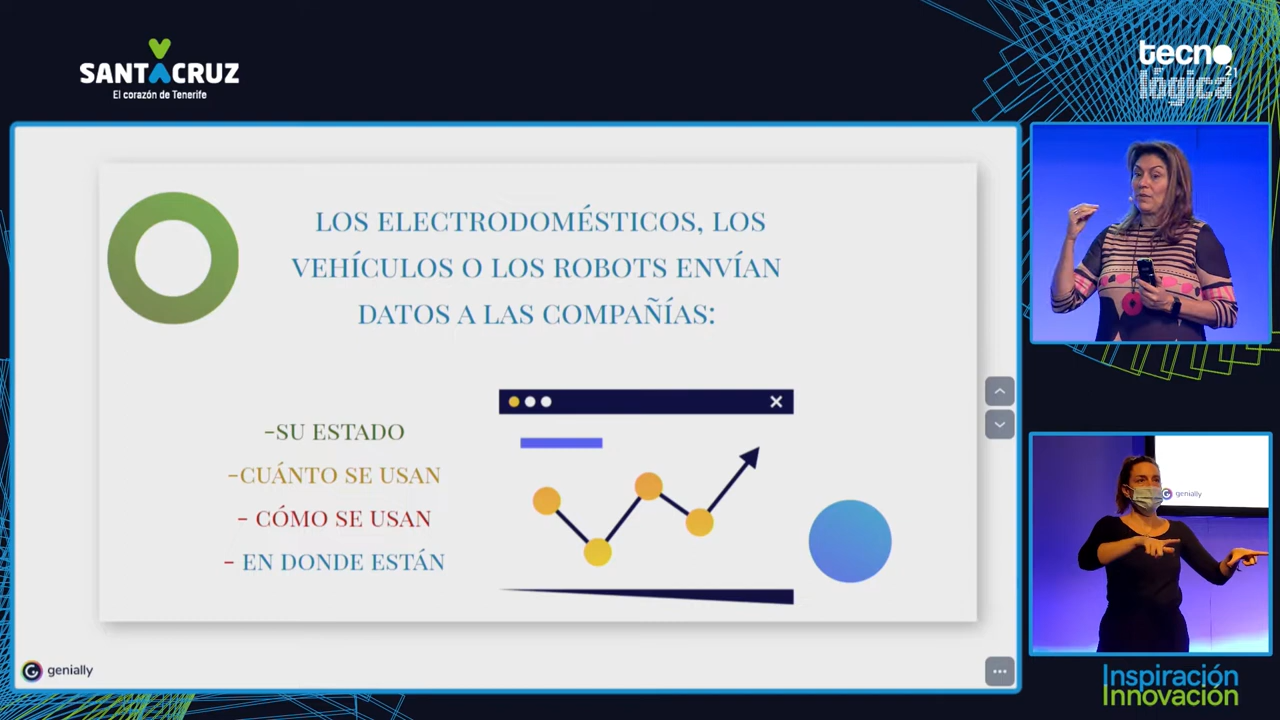 SANTACRUZ
El corazón de Tenerife
tecno
lógica
21
LOS ELECTRODOMÉSTICOS, LOS
VEHÍCULOS O LOS ROBOTS ENVÍAN
DATOS A LAS COMPAÑÍAS:
-SU ESTADO
-CUÁNTO SE USAN
- CÓMO SE USAN
- EN DONDE ESTÁN
genially
genially
Inspiración
Innovación